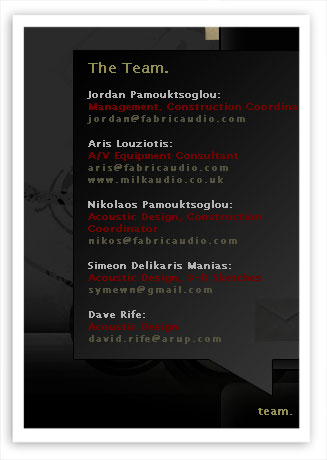 The Team.
Jordan Pamouktsoglou:
Management, Construction Coordina
jordan@fabricaudio.com
Aris Louziotis:
A/V Equipment Consultant
aris@fabricaudio.com
www.milkaudio.co.uk
Nikolaos Pamouktsoglou:
Acoustic Design, Construction
Coordinator
nikos@fabricaudio.com
Simeon Delikaris Manias:
Acoustic Design, Sketches
symewn@gmail.com
Dave Rife:
Acoustic Design
david.rife@arup.com
team.